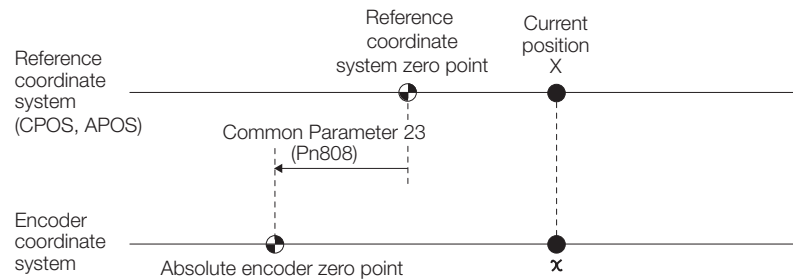 Reference
coordinate
system zero point
Current
position
X
Reference
coordinate
system
(CPOS, APOS)
Common Parameter 23
(Pn808)
Encoder
coordinate
system
Absolute encoder zero point
x